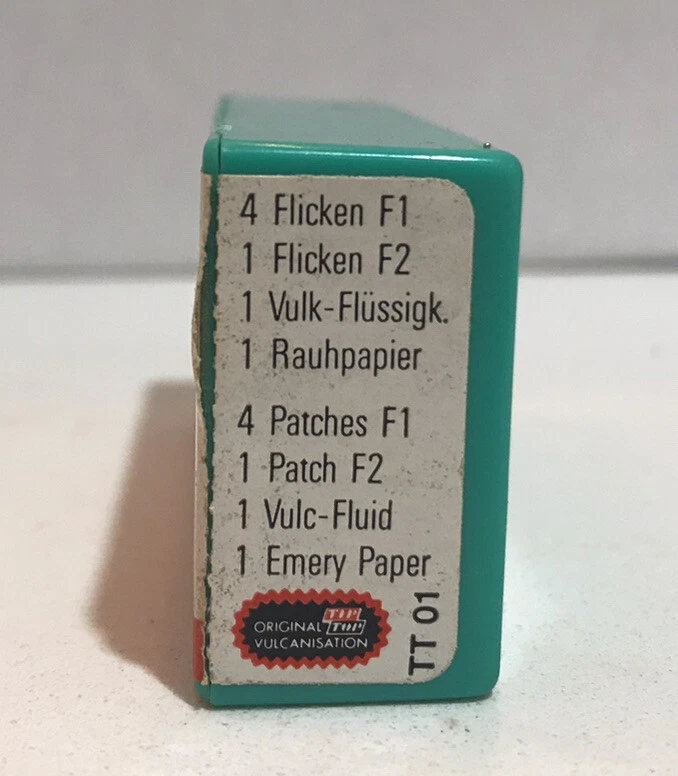 4 Flicken F1
1 Flicken F2
1 Vulk-Flüssigk.
1 Rauhpapier
4 Patches F1
1 Patch F2
1 Vulc-Fluid
1 Emery Paper
ORIGINAL TIP TOP
VULCANISATION
TT 01